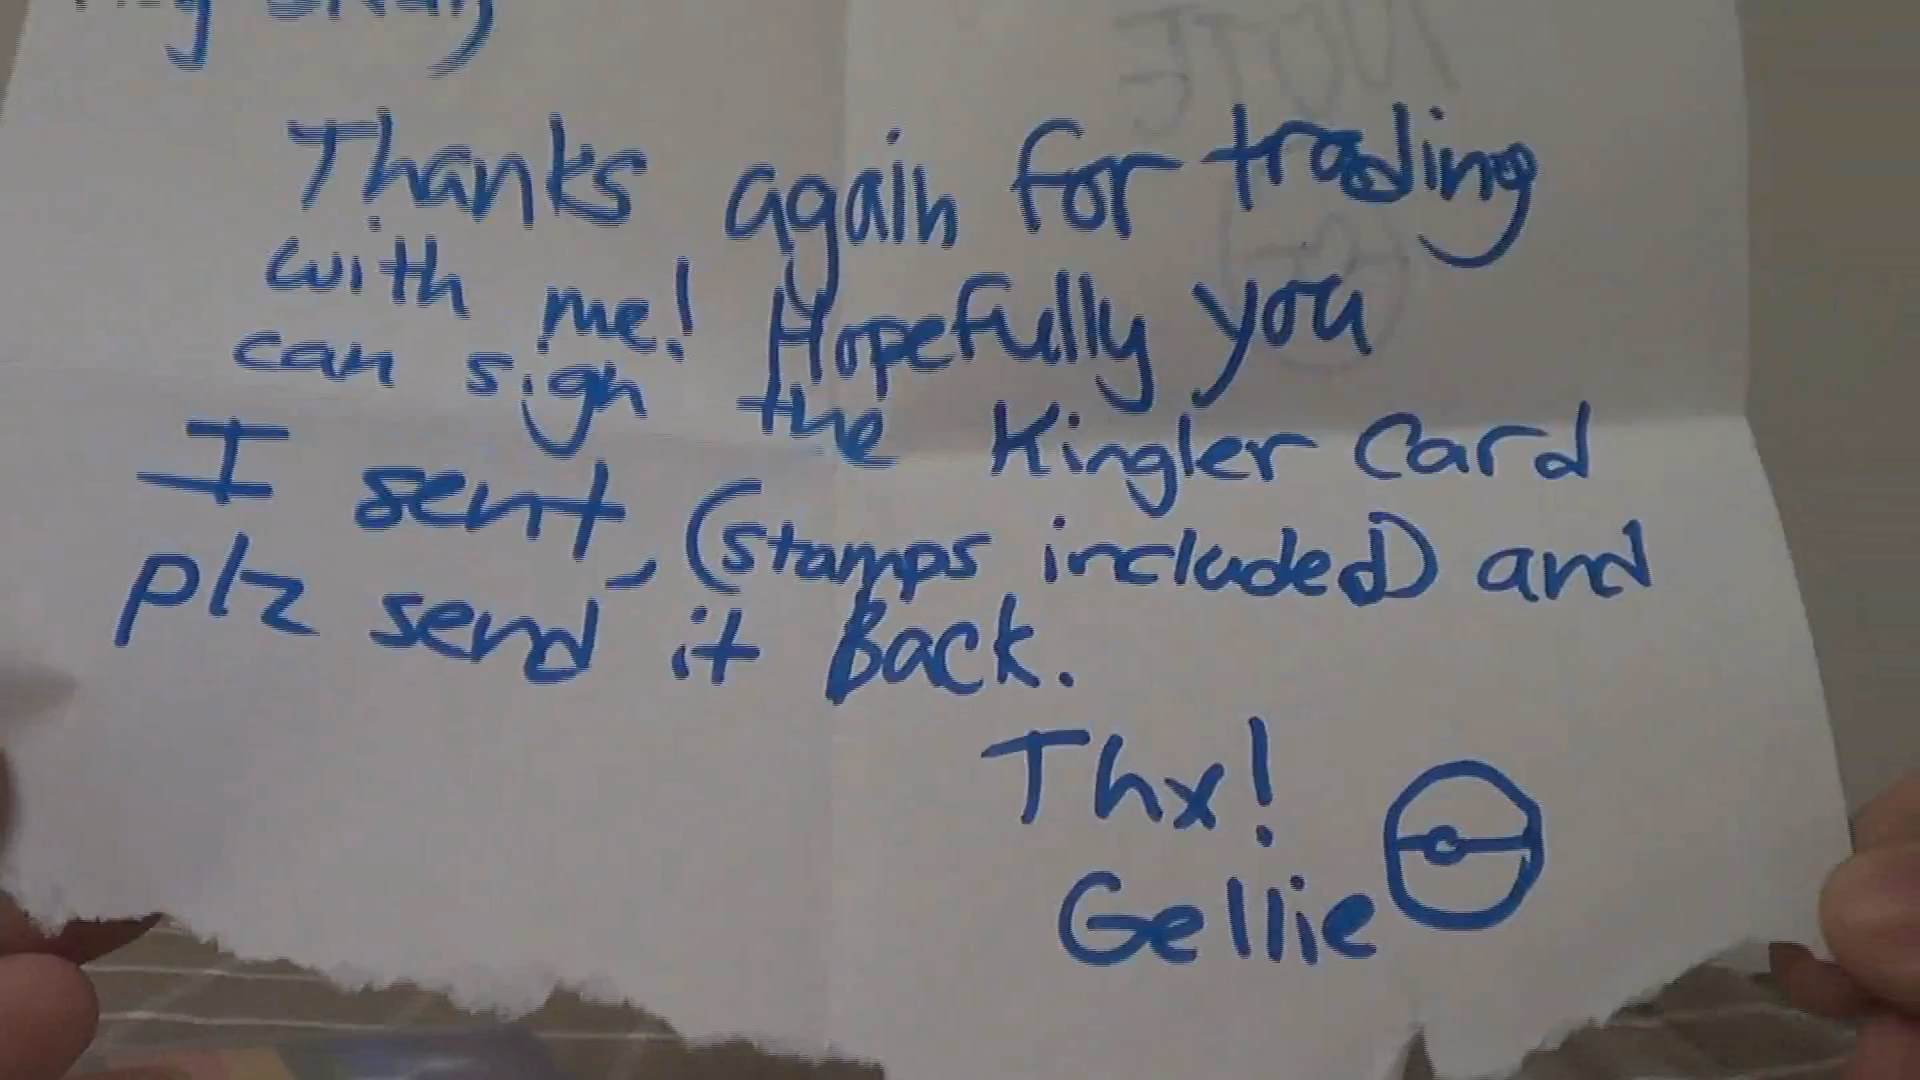 Thanks again for trading
with me! Hopefully you
can sign the Kingler Card
I sent, (stamps included) and
plz send it Back.
Thx!
Gellie
NOTE